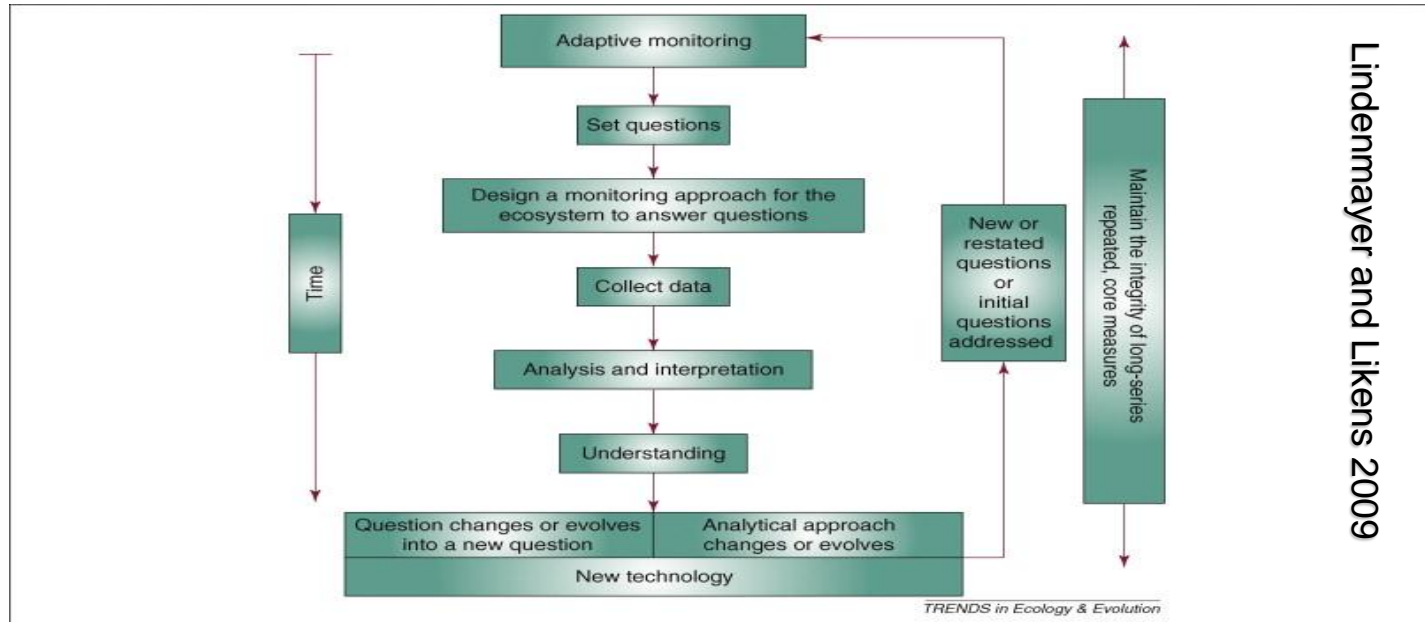 Adaptive monitoring
Set questions
Design a monitoring approach for the
ecosystem to answer questions
Collect data
Analysis and interpretation
Understanding
Question changes or evolves
into a new question
Analytical approach
changes or evolves
New technology
Time
New or
restated
questions
or
initial
questions
addressed
Maintain the integrity of long-series
repeated, core measures
TRENDS in Ecology & Evolution
Lindenmayer and Likens 2009